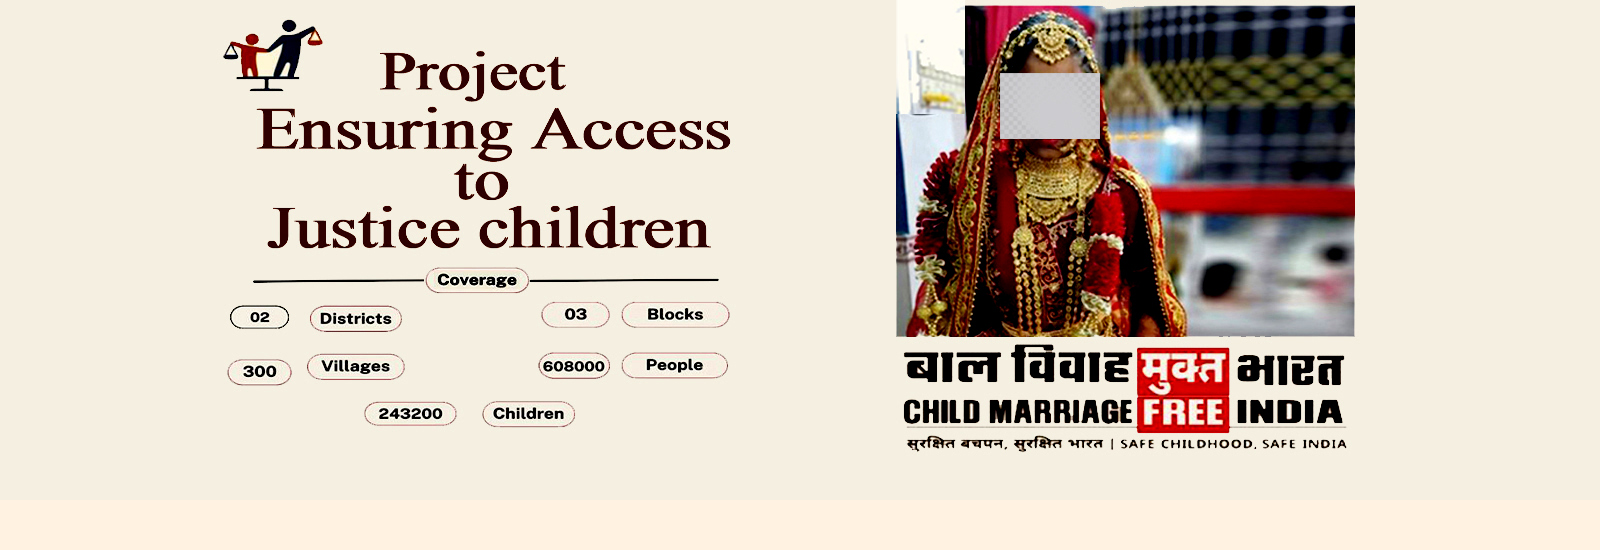 Project
Ensuring Access
to
Justice children
Coverage
02 Districts 03 Blocks
300 Villages 608000 People
243200 Children
बाल विवाह मुक्त भारत
CHILD MARRIAGE FREE INDIA
सुरक्षित बचपन, सुरक्षित भारत | SAFE CHILDHOOD, SAFE INDIA